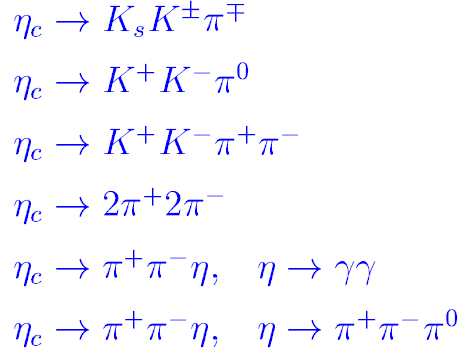 η_c → K_s K^± π^∓
η_c → K^+ K^- π^0
η_c → K^+ K^- π^+ π^-
η_c → 2π^+ 2π^-
η_c → π^+ π^- η, η → γγ
η_c → π^+ π^- η, η → π^+ π^- π^0